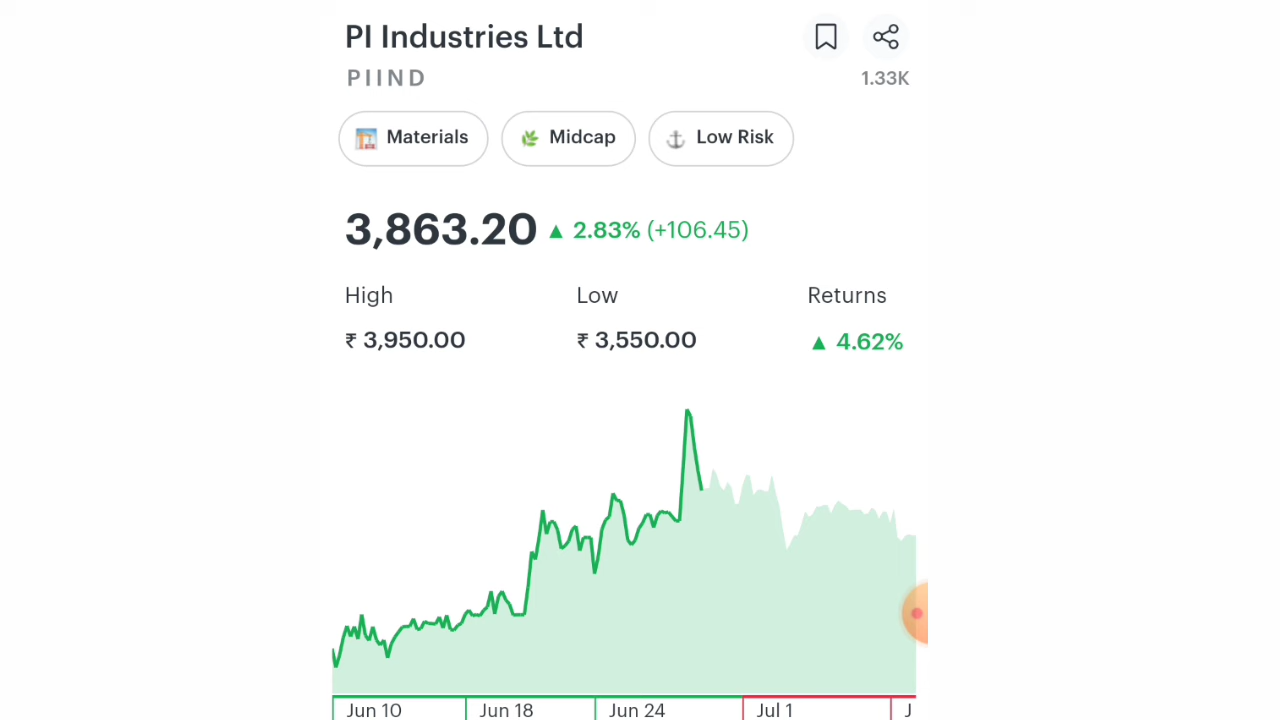 PI Industries Ltd
PIIND
1.33K
Materials
Midcap
Low Risk
3,863.20 ▲ 2.83% (+106.45)
High
Low
Returns
₹ 3,950.00
₹ 3,550.00
▲ 4.62%
Jun 10
Jun 18
Jun 24
Jul 1
J